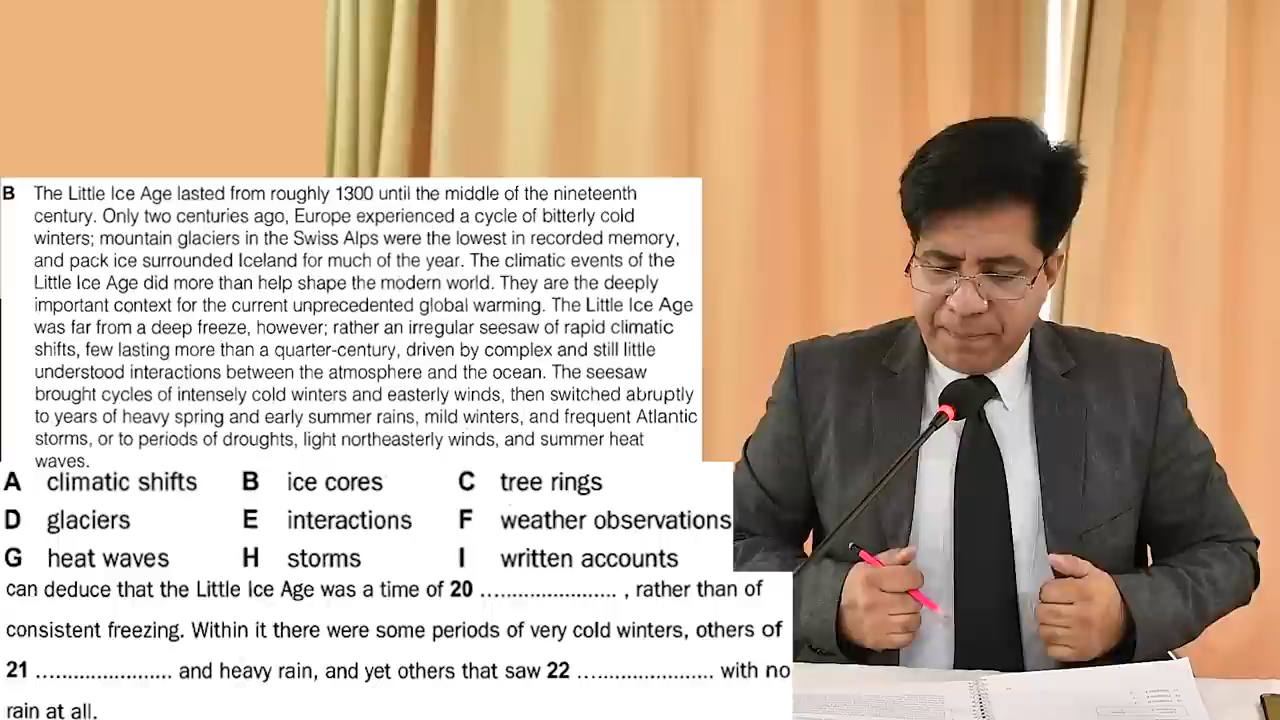 B The Little Ice Age lasted from roughly 1300 until the middle of the nineteenth
century. Only two centuries ago, Europe experienced a cycle of bitterly cold
winters; mountain glaciers in the Swiss Alps were the lowest in recorded memory,
and pack ice surrounded Iceland for much of the year. The climatic events of the
Little Ice Age did more than help shape the modern world. They are the deeply
important context for the current unprecedented global warming. The Little Ice Age
was far from a deep freeze, however; rather an irregular seesaw of rapid climatic
shifts, few lasting more than a quarter-century, driven by complex and still little
understood interactions between the atmosphere and the ocean. The seesaw
brought cycles of intensely cold winters and easterly winds, then switched abruptly
to years of heavy spring and early summer rains, mild winters, and frequent Atlantic
storms, or to periods of droughts, light northeasterly winds, and summer heat
waves.
A climatic shifts B ice cores C tree rings
D glaciers E interactions F weather observations
G heat waves H storms I written accounts
can deduce that the Little Ice Age was a time of 20 ........................ , rather than of
consistent freezing. Within it there were some periods of very cold winters, others of
21 ........................ and heavy rain, and yet others that saw 22 ........................ with no
rain at all.